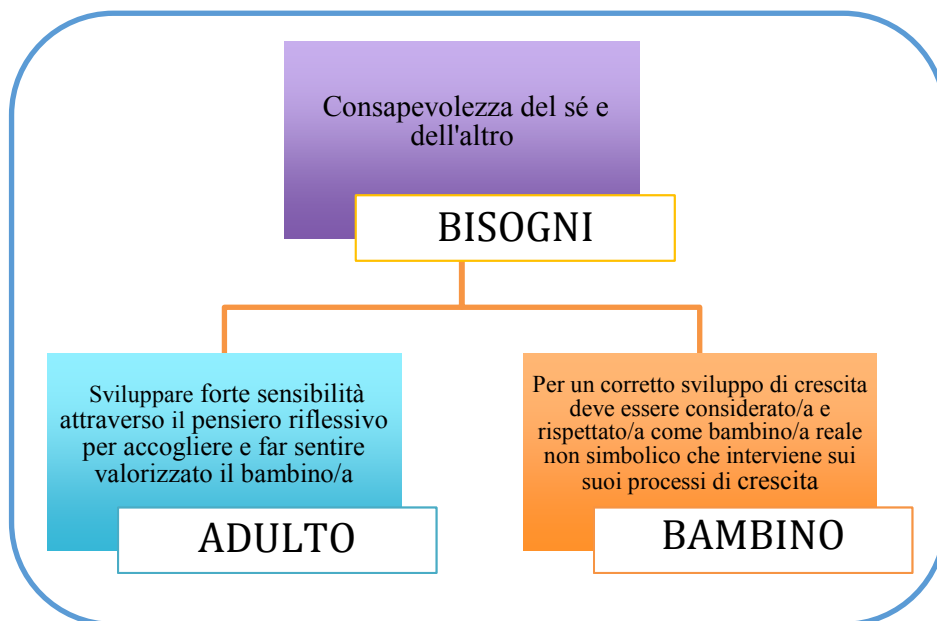 Consapevolezza del sé e
dell'altro
BISOGNI
Sviluppare forte sensibilità
attraverso il pensiero riflessivo
per accogliere e far sentire
valorizzato il bambino/a
ADULTO
Per un corretto sviluppo di crescita
deve essere considerato/a e
rispettato/a come bambino/a reale
non simbolico che interviene sui
suoi processi di crescita
BAMBINO